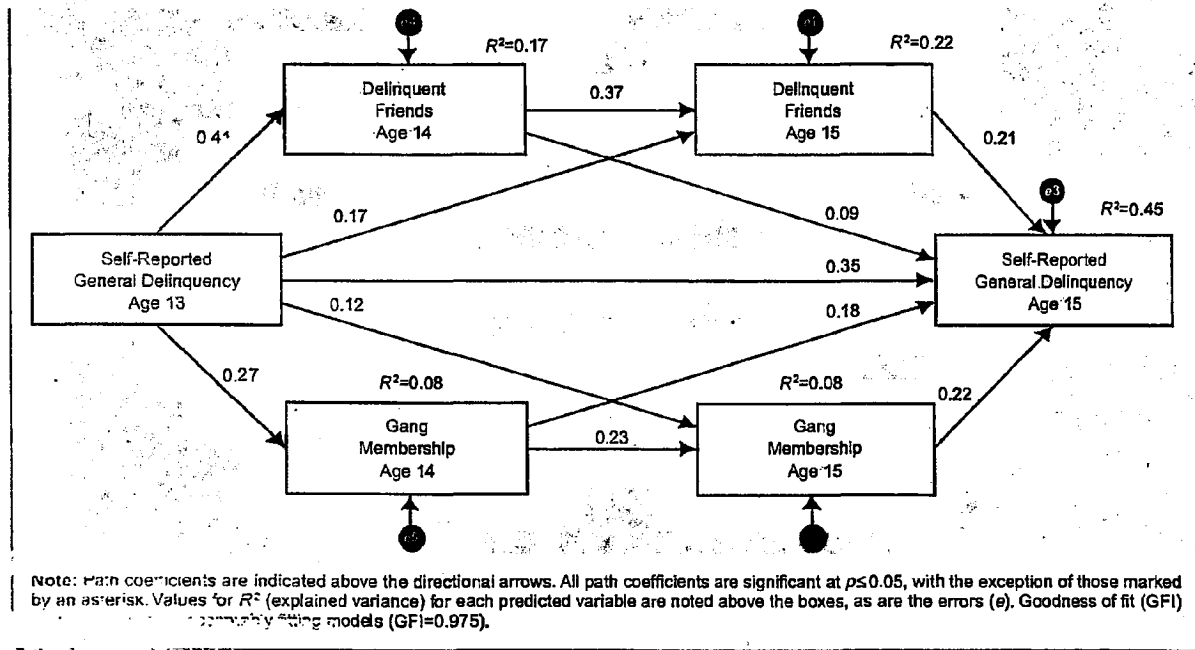 R²=0.17
R²=0.22
Delinquent
Friends
Age 14
Delinquent
Friends
Age 15
0.37
0.41
0.21
e3
R²=0.45
0.17
0.09
Self-Reported
General Delinquency
Age 13
Self-Reported
General Delinquency
Age 15
0.35
0.12
0.18
0.27
R²=0.08
R²=0.08
0.22
Gang
Membership
Age 14
Gang
Membership
Age 15
0.23
Note: Path coefficients are indicated above the directional arrows. All path coefficients are significant at p≤0.05, with the exception of those marked
by an asterisk. Values for R² (explained variance) for each predicted variable are noted above the boxes, as are the errors (e). Goodness of fit (GFI)
fitting models (GFI=0.975).